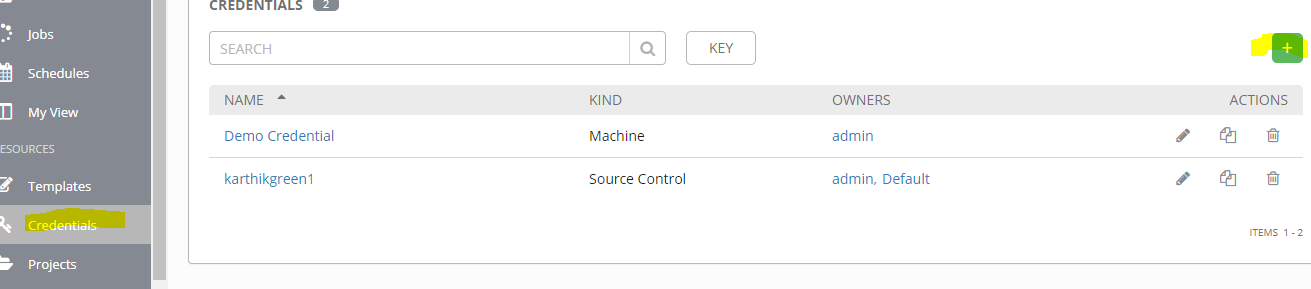 CREDENTIALS 2
Jobs
SEARCH KEY +
Schedules
NAME KIND OWNERS ACTIONS
My View
Demo Credential Machine admin
ESOURCES
karthikgreen1 Source Control admin, Default
Templates
Credentials
ITEMS 1 - 2
Projects